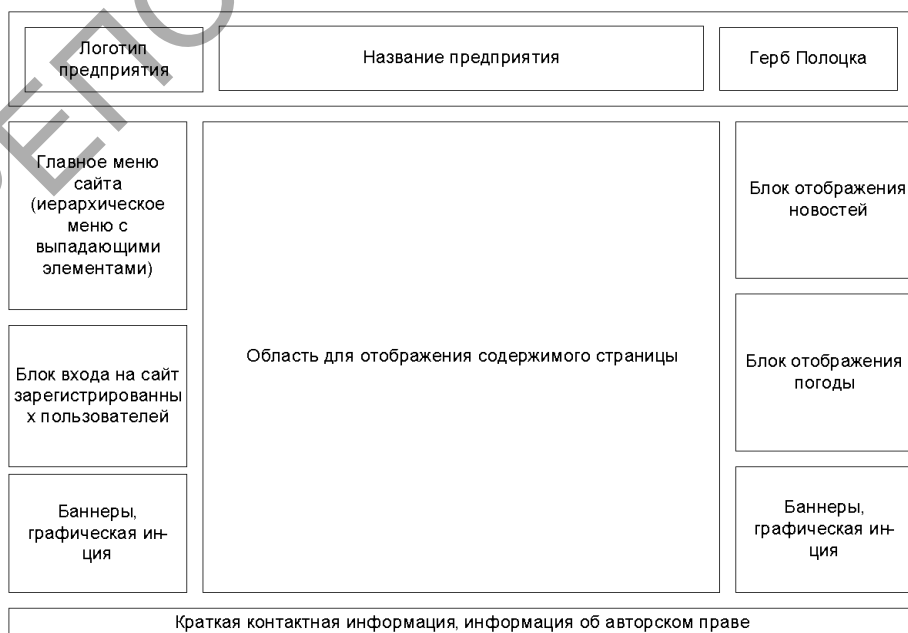 Логотип
предприятия
Название предприятия
Герб Полоцка
Главное меню
сайта
(иерархическое
меню с
выпадающими
элементами)
Блок входа на сайт
зарегистрированны
х пользователей
Баннеры,
графическая ин-
ция
Область для отображения содержимого страницы
Блок отображения
новостей
Блок отображения
погоды
Баннеры,
графическая ин-
ция
Краткая контактная информация, информация об авторском праве